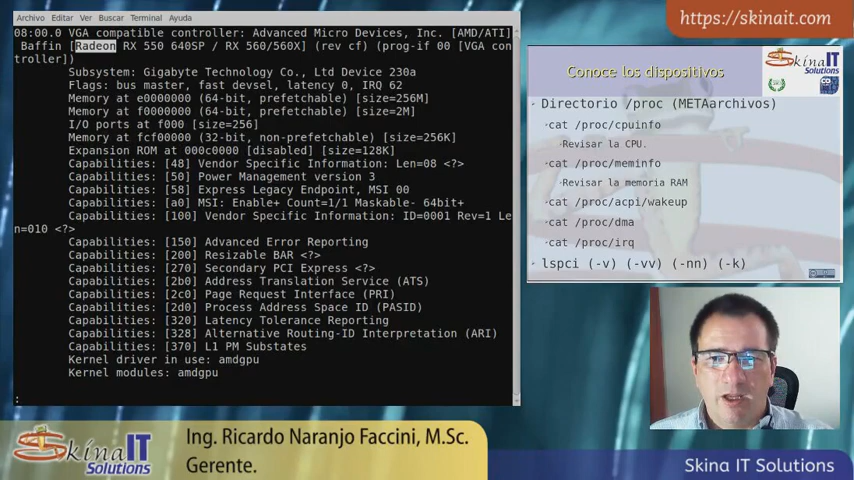 Archivo Editar Ver Buscar Terminal Ayuda
08:00.0 VGA compatible controller: Advanced Micro Devices, Inc. [AMD/ATI]
Baffin [Radeon RX 550 640SP / RX 560/560X] (rev cf) (prog-if 00 [VGA con
troller])
Subsystem: Gigabyte Technology Co., Ltd Device 230a
Flags: bus master, fast devsel, latency 0, IRQ 62
Memory at e0000000 (64-bit, prefetchable) [size=256M]
Memory at f0000000 (64-bit, prefetchable) [size=2M]
I/O ports at f000 [size=256]
Memory at fcf00000 (32-bit, non-prefetchable) [size=256K]
Expansion ROM at 000c0000 [disabled] [size=128K]
Capabilities: [48] Vendor Specific Information: Len=08 <?>
Capabilities: [50] Power Management version 3
Capabilities: [58] Express Legacy Endpoint, MSI 00
Capabilities: [a0] MSI: Enable+ Count=1/1 Maskable- 64bit+
Capabilities: [100] Vendor Specific Information: ID=0001 Rev=1 Le
n=010 <?>
Capabilities: [150] Advanced Error Reporting
Capabilities: [200] Resizable BAR <?>
Capabilities: [270] Secondary PCI Express <?>
Capabilities: [2b0] Address Translation Service (ATS)
Capabilities: [2c0] Page Request Interface (PRI)
Capabilities: [2d0] Process Address Space ID (PASID)
Capabilities: [320] Latency Tolerance Reporting
Capabilities: [328] Alternative Routing-ID Interpretation (ARI)
Capabilities: [370] L1 PM Substates
Kernel driver in use: amdgpu
Kernel modules: amdgpu
:
https://skinait.com
Conoce los dispositivos
Skina IT
Solutions
Directorio /proc (METAarchivos)
cat /proc/cpuinfo
Revisar la CPU.
cat /proc/meminfo
Revisar la memoria RAM
cat /proc/acpi/wakeup
cat /proc/dma
cat /proc/irq
lspci (-v) (-vv) (-nn) (-k)
Skina IT
Solutions
Ing. Ricardo Naranjo Faccini, M.Sc.
Gerente.
Skina IT Solutions